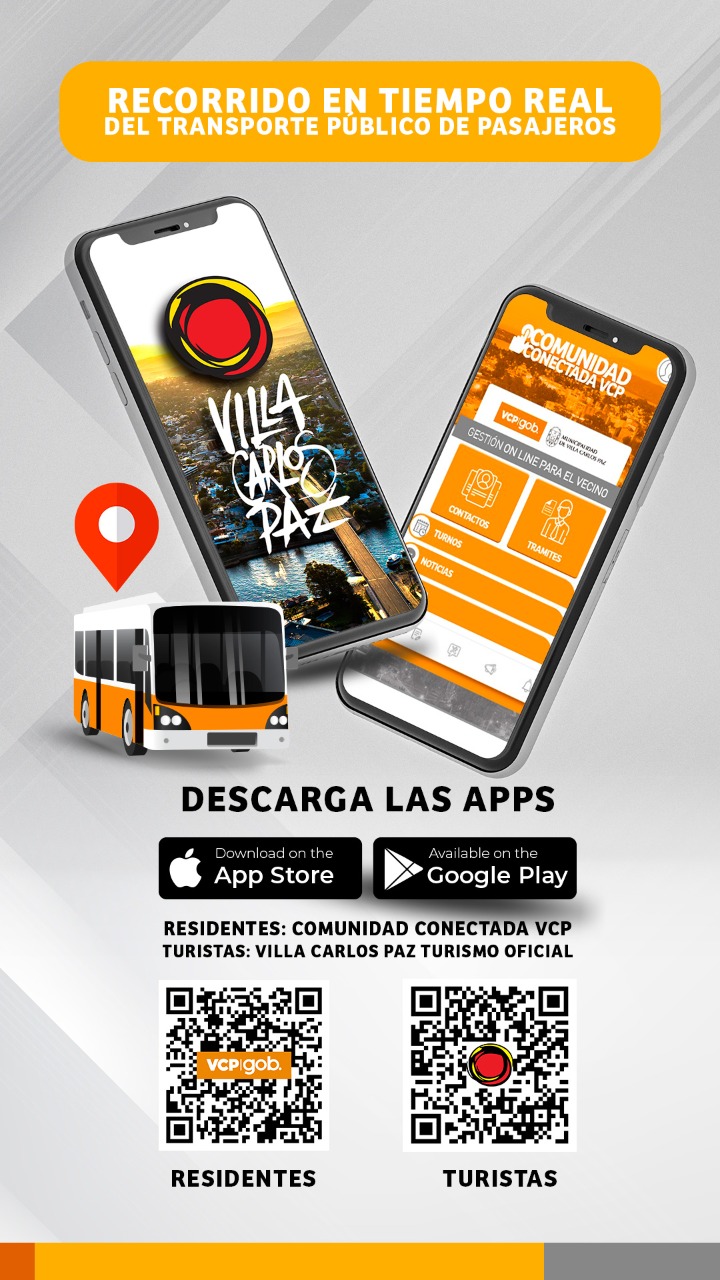 RECORRIDO EN TIEMPO REAL
DEL TRANSPORTE PÚBLICO DE PASAJEROS
VILLA
CARLOS
PAZ
COMUNIDAD
CONECTADA VCP
VCP|gob.
MUNICIPALIDAD
DE VILLA CARLOS PAZ
GESTIÓN ON LINE PARA EL VECINO
CONTACTOS
TRAMITES
TURNOS
NOTICIAS
DESCARGA LAS APPS
Download on the
App Store
Available on the
Google Play
RESIDENTES: COMUNIDAD CONECTADA VCP
TURISTAS: VILLA CARLOS PAZ TURISMO OFICIAL
VCP|gob.
RESIDENTES
TURISTAS